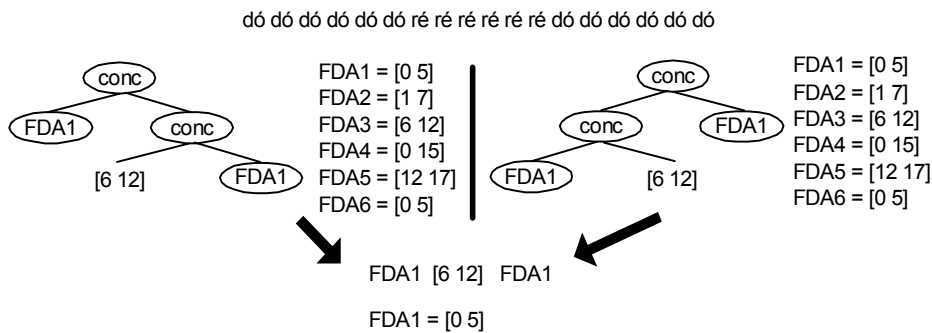 dó dó dó dó dó dó ré ré ré ré ré ré dó dó dó dó dó dó
conc
FDA1
conc
[6 12]
FDA1
FDA1 = [0 5]
FDA2 = [1 7]
FDA3 = [6 12]
FDA4 = [0 15]
FDA5 = [12 17]
FDA6 = [0 5]
conc
conc
FDA1
FDA1
[6 12]
FDA1 = [0 5]
FDA2 = [1 7]
FDA3 = [6 12]
FDA4 = [0 15]
FDA5 = [12 17]
FDA6 = [0 5]
FDA1 [6 12] FDA1
FDA1 = [0 5]